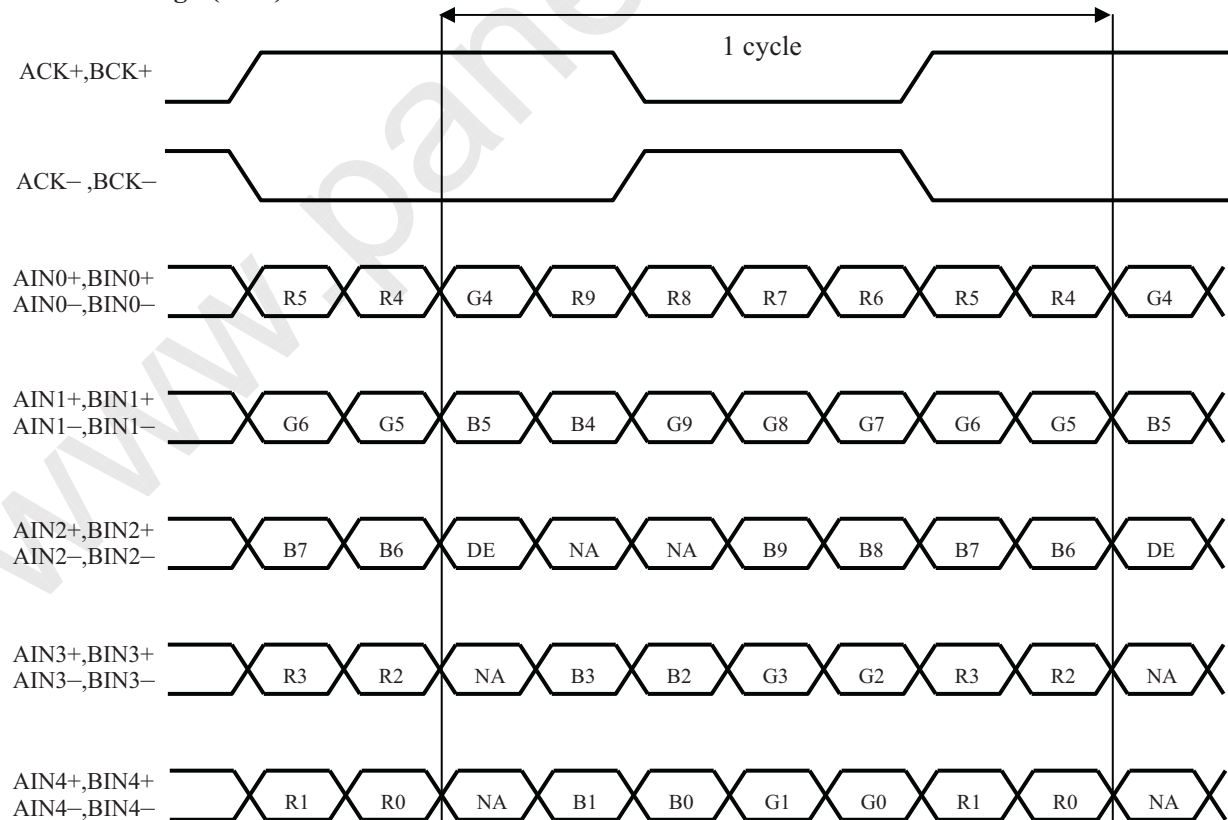 1 cycle
ACK+,BCK+
ACK– ,BCK–
AIN0+,BIN0+
AIN0–,BIN0–
R5 R4 G4 R9 R8 R7 R6 R5 R4 G4
AIN1+,BIN1+
AIN1–,BIN1–
G6 G5 B5 B4 G9 G8 G7 G6 G5 B5
AIN2+,BIN2+
AIN2–,BIN2–
B7 B6 DE NA NA B9 B8 B7 B6 DE
AIN3+,BIN3+
AIN3–,BIN3–
R3 R2 NA B3 B2 G3 G2 R3 R2 NA
AIN4+,BIN4+
AIN4–,BIN4–
R1 R0 NA B1 B0 G1 G0 R1 R0 NA
www.pane